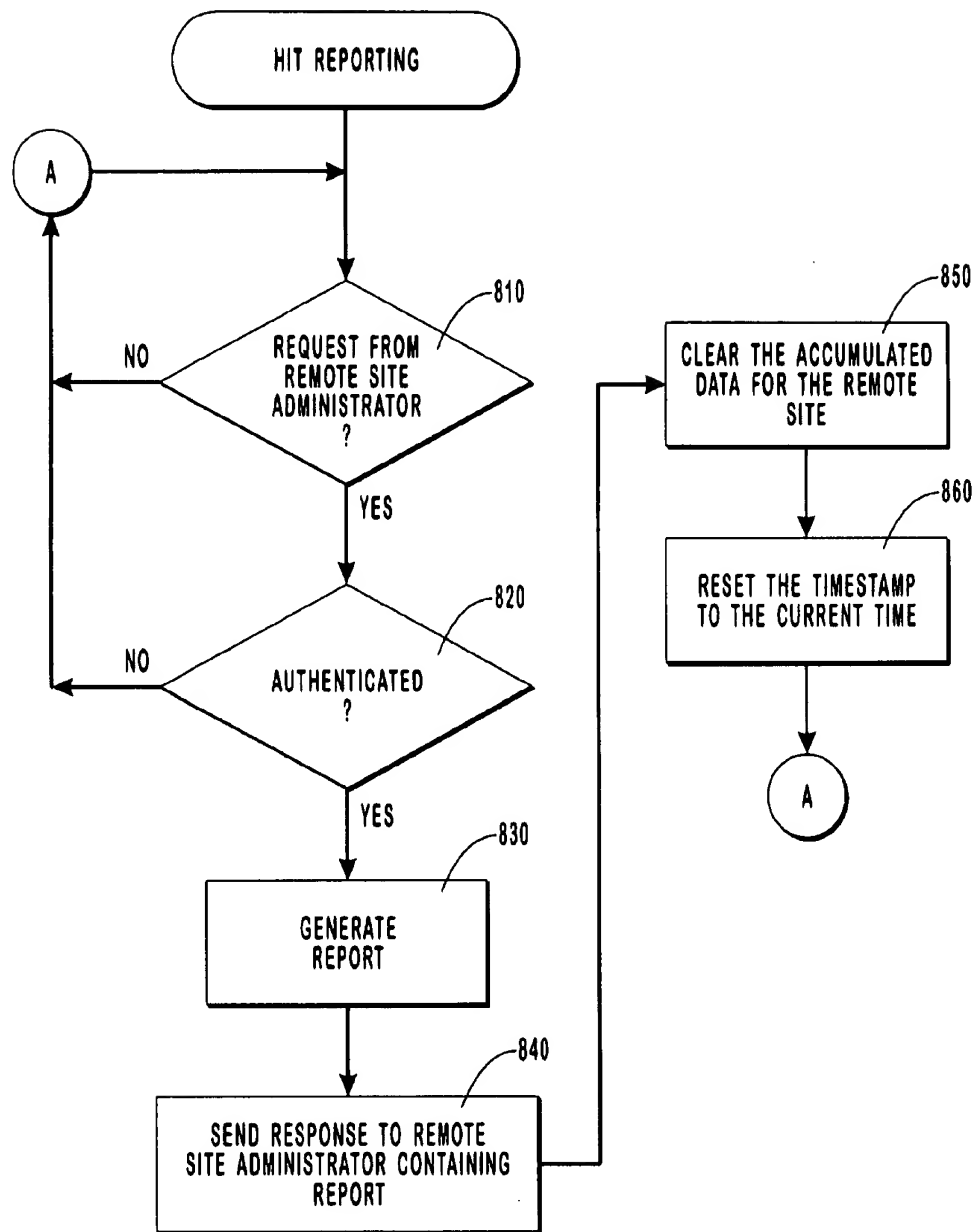 HIT REPORTING
A
810
REQUEST FROM
REMOTE SITE
ADMINISTRATOR
?
NO
YES
820
AUTHENTICATED
?
NO
YES
830
GENERATE
REPORT
840
SEND RESPONSE TO REMOTE
SITE ADMINISTRATOR CONTAINING
REPORT
850
CLEAR THE ACCUMULATED
DATA FOR THE REMOTE
SITE
860
RESET THE TIMESTAMP
TO THE CURRENT TIME
A